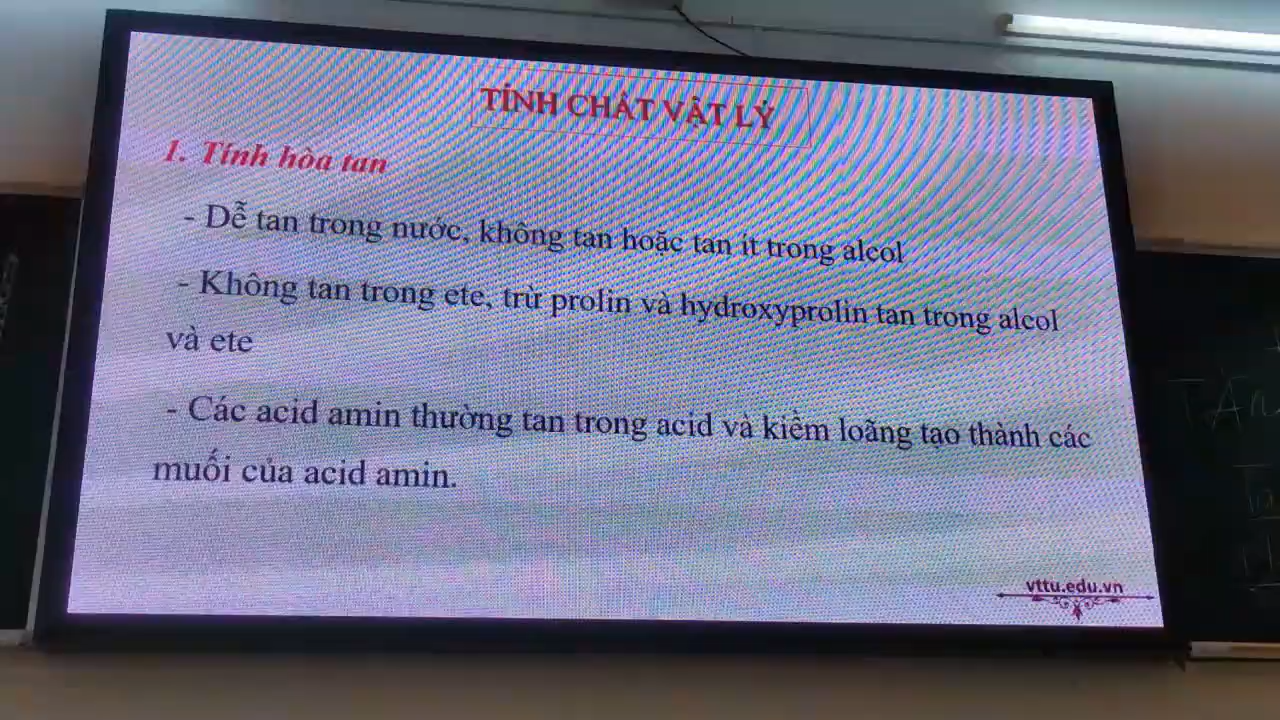 TÍNH CHẤT VẬT LÝ
1. Tính hòa tan
- Dễ tan trong nước, không tan hoặc tan ít trong alcol
- Không tan trong ete, trừ prolin và hydroxyprolin tan trong alcol
và ete
- Các acid amin thường tan trong acid và kiềm loãng tạo thành các
muối của acid amin.
vttu.edu.vn